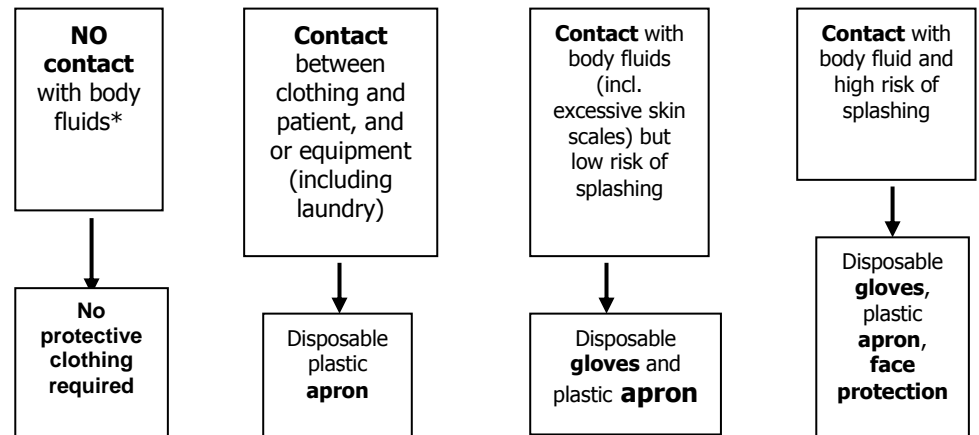 NO
contact
with body
fluids*
No
protective
clothing
required
Contact
between
clothing and
patient, and
or equipment
(including
laundry)
Disposable
plastic
apron
Contact with
body fluids
(incl.
excessive skin
scales) but
low risk of
splashing
Disposable
gloves and
plastic apron
Contact with
body fluid and
high risk of
splashing
Disposable
gloves,
plastic
apron,
face
protection